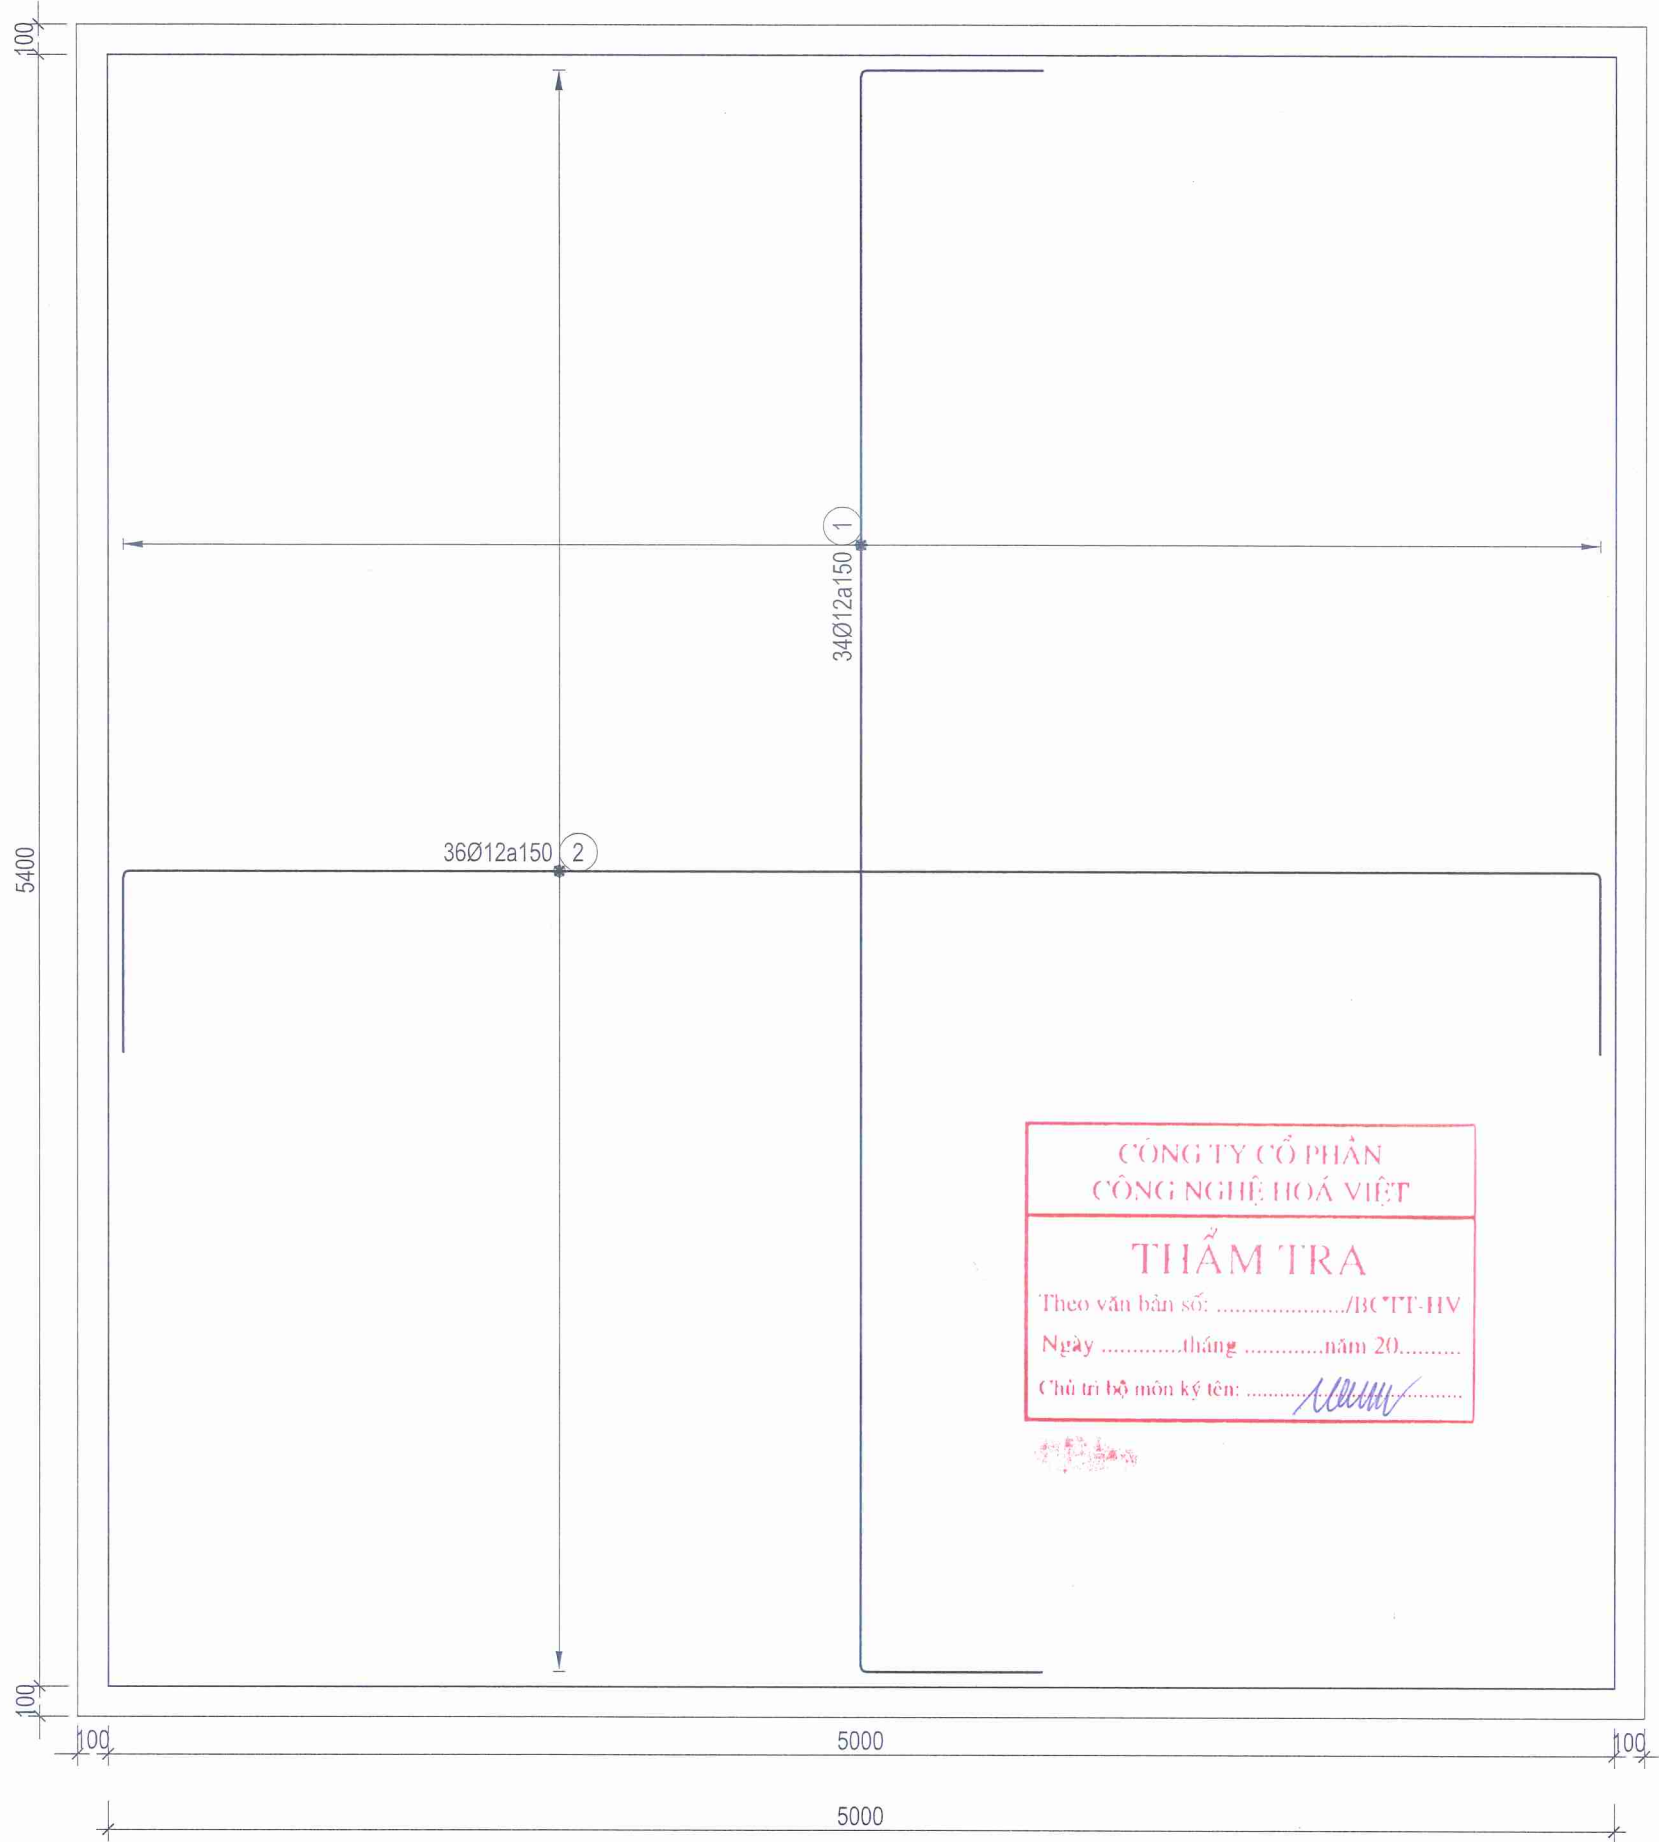 100
34Ø12a150 1
36Ø12a150 2
5400
CÔNG TY CỔ PHẦN
CÔNG NGHỆ HOÁ VIỆT
THẨM TRA
Theo văn bản số: ...................../BCTT-HV
Ngày .............tháng .............năm 20..........
Chủ trì bộ môn ký tên: ...................................
100
100
5000
100
5000